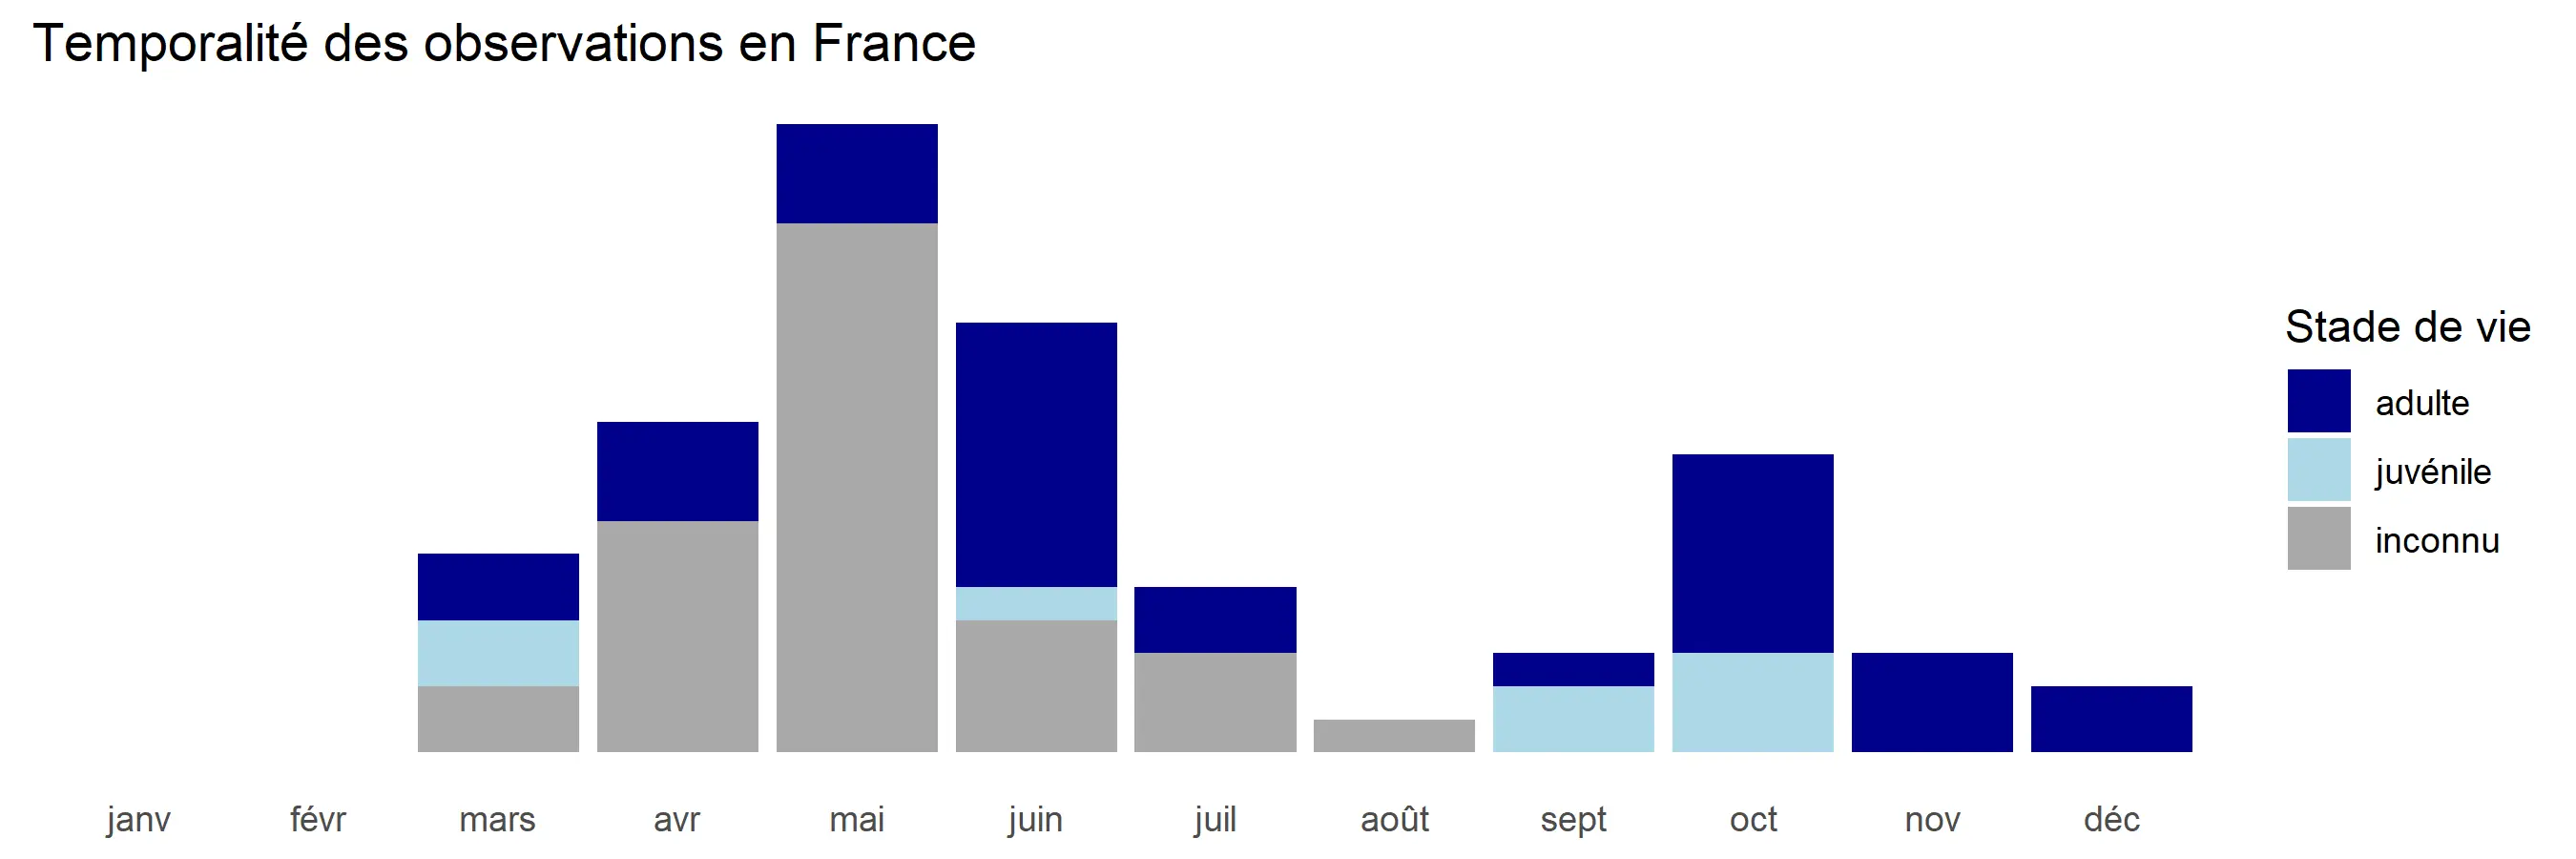 Temporalité des observations en France
Stade de vie
adulte
juvénile
inconnu
janv févr mars avr mai juin juil août sept oct nov déc